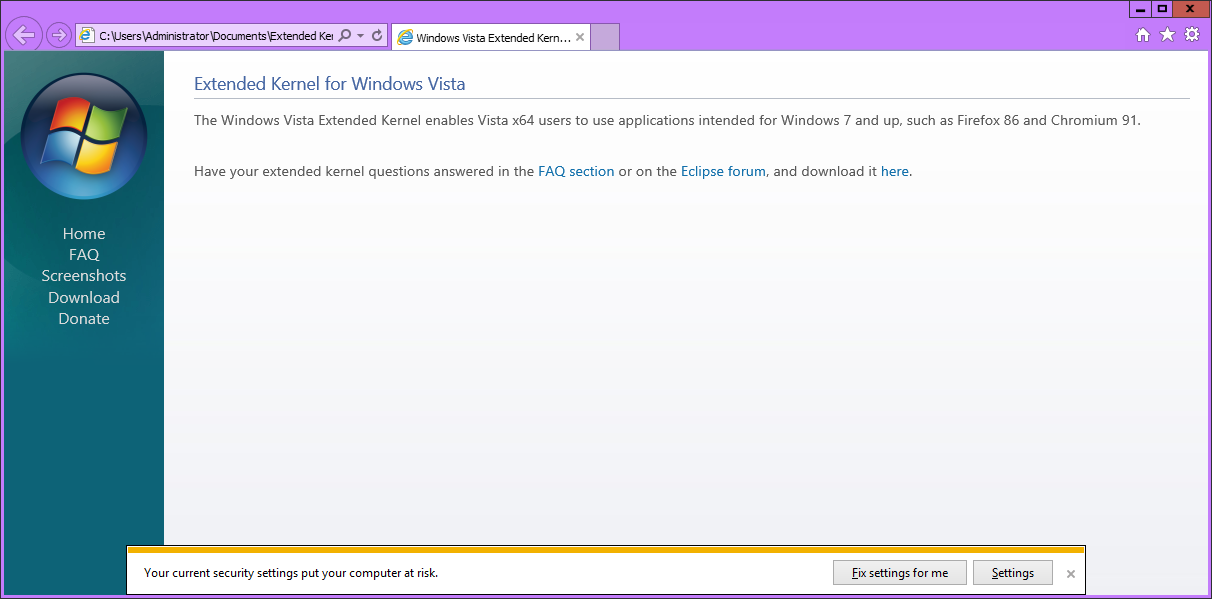 C:\Users\Administrator\Documents\Extended Ker
Windows Vista Extended Kern...
Extended Kernel for Windows Vista
The Windows Vista Extended Kernel enables Vista x64 users to use applications intended for Windows 7 and up, such as Firefox 86 and Chromium 91.
Have your extended kernel questions answered in the FAQ section or on the Eclipse forum, and download it here.
Home
FAQ
Screenshots
Download
Donate
Your current security settings put your computer at risk.
Fix settings for me
Settings